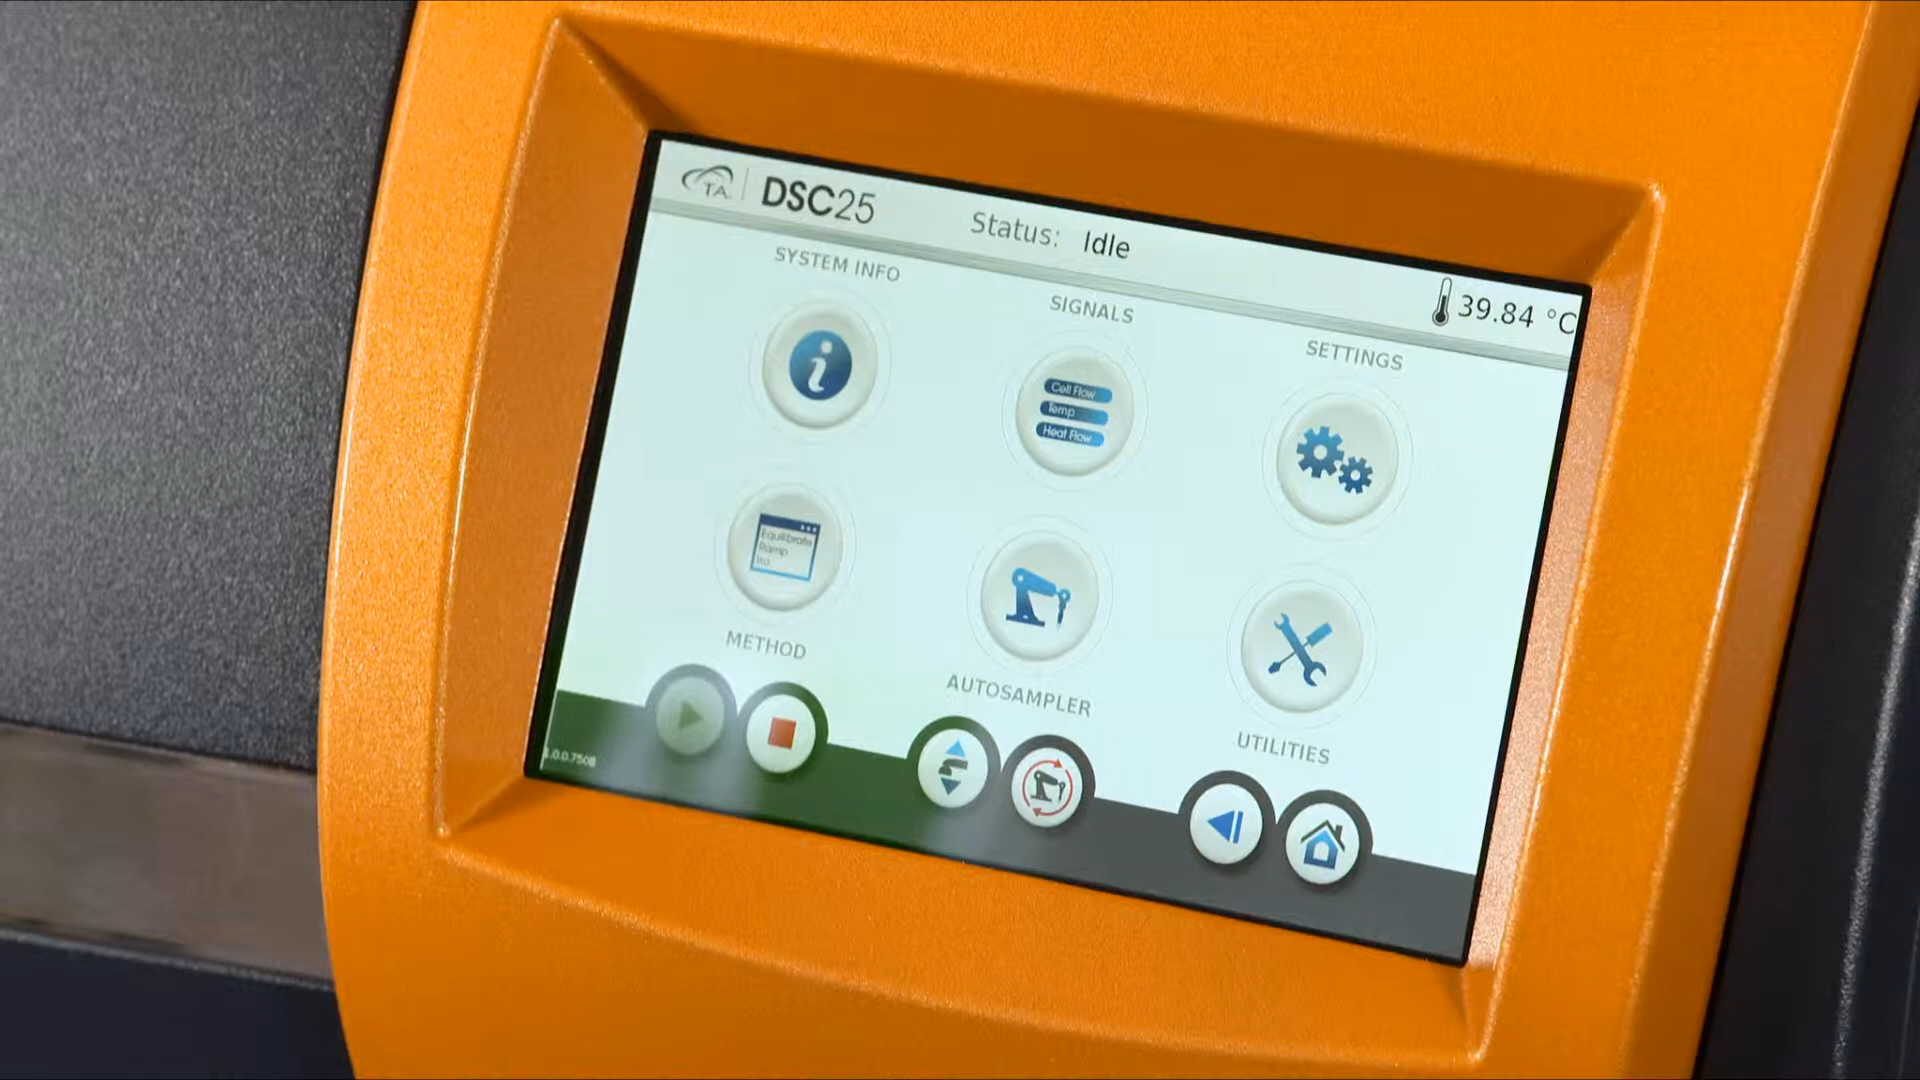 TA
DSC25
Status: Idle
39.84 °C
SYSTEM INFO
SIGNALS
SETTINGS
Cell Flow
Temp
Heat Flow
Equilibrate
Ramp
Iso
METHOD
AUTOSAMPLER
UTILITIES